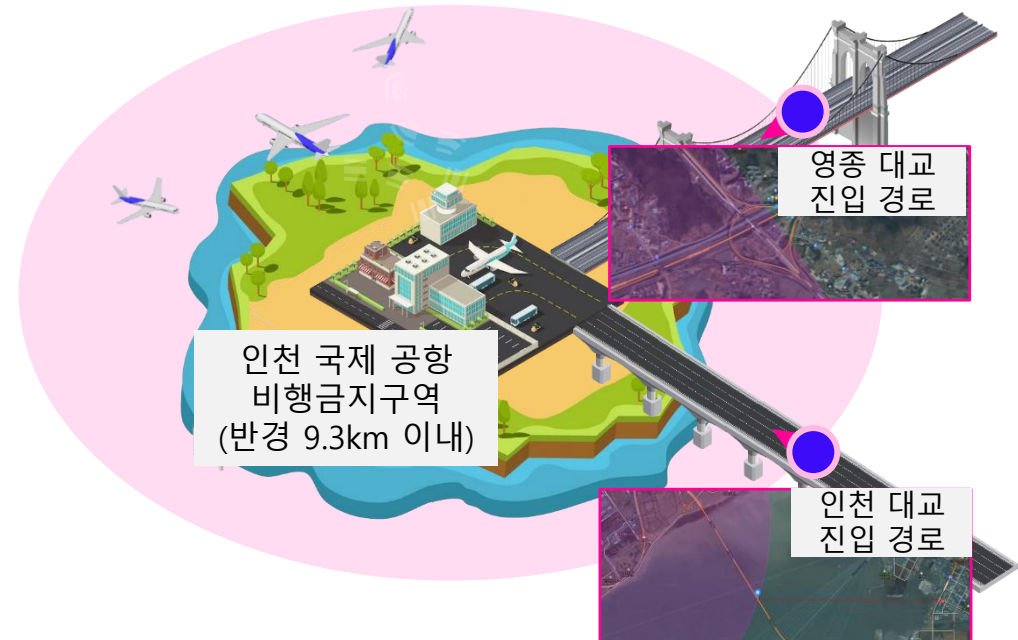 영종 대교
진입 경로
인천 국제 공항
비행금지구역
(반경 9.3km 이내)
인천 대교
진입 경로